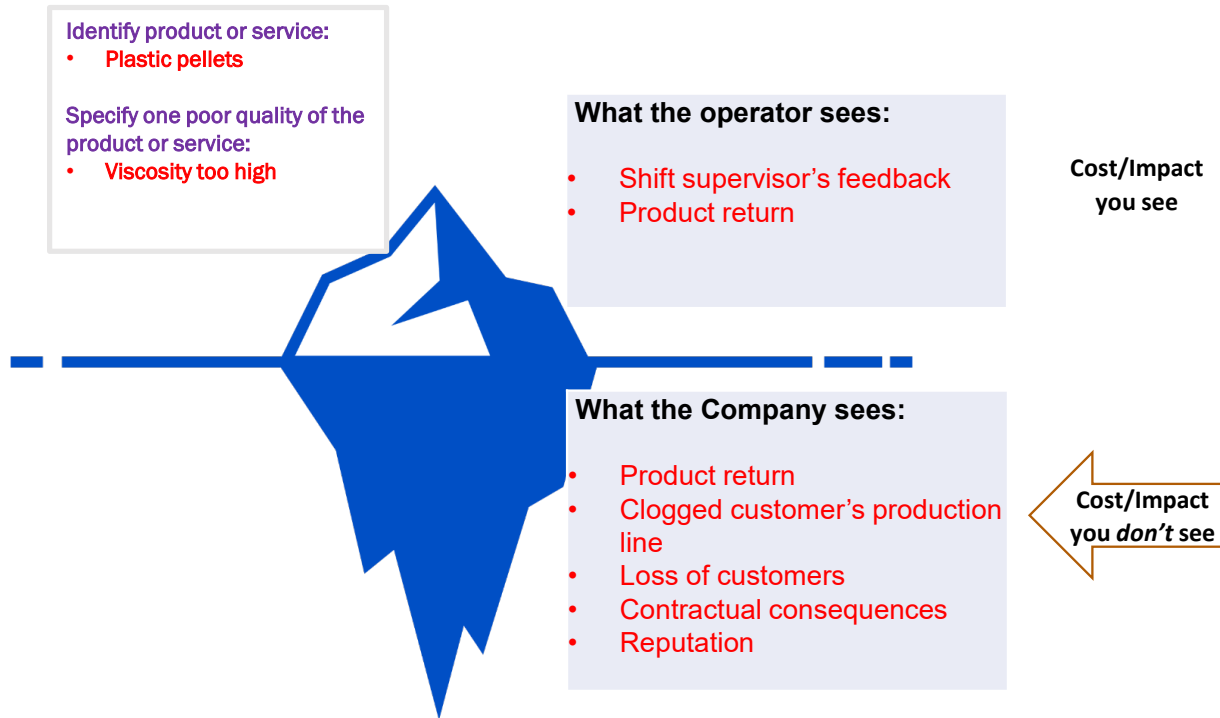 Identify product or service:
• Plastic pellets
Specify one poor quality of the
product or service:
• Viscosity too high
What the operator sees:
• Shift supervisor’s feedback
• Product return
Cost/Impact
you see
What the Company sees:
• Product return
• Clogged customer’s production
line
• Loss of customers
• Contractual consequences
• Reputation
Cost/Impact
you don’t see